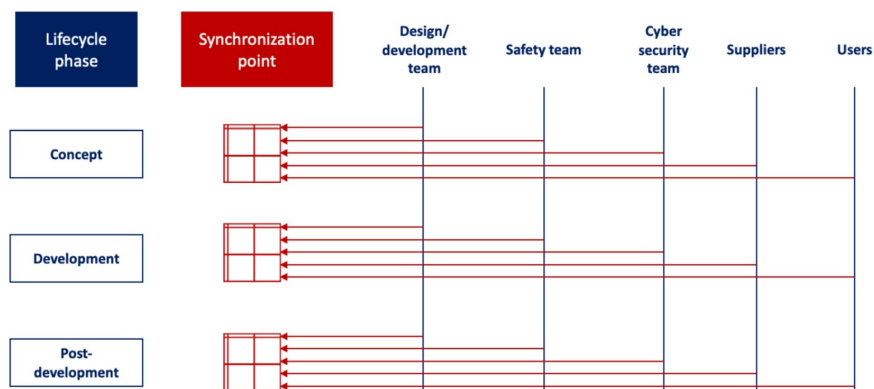 Lifecycle
phase
Synchronization
point
Design/
development
team
Safety team
Cyber
security
team
Suppliers
Users
Concept
Development
Post-
development